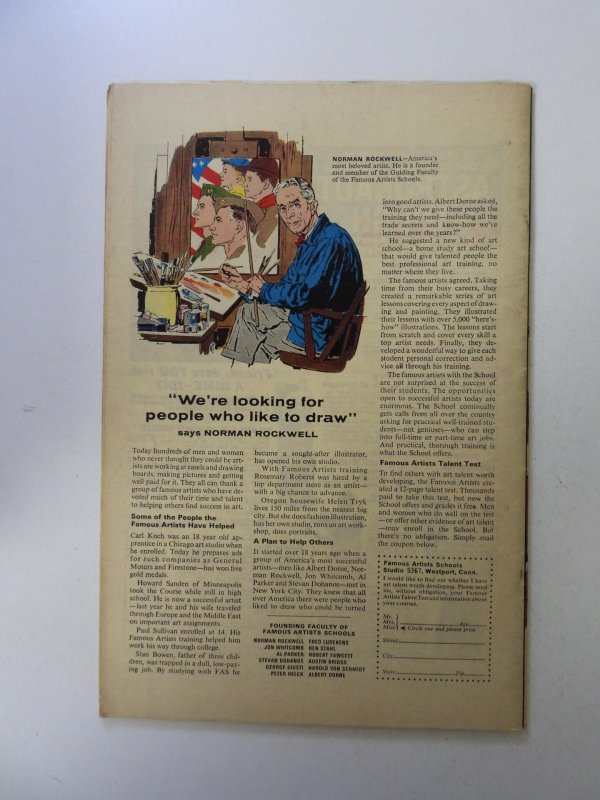 NORMAN ROCKWELL—America's
most beloved artist. He is a founder
and member of the Guiding Faculty
of the Famous Artists Schools.
"We're looking for
people who like to draw"
says NORMAN ROCKWELL
Today hundreds of men and women
who never thought they could be art-
ists are working at easels and drawing
boards, making pictures and getting
well paid for it. They all can thank a
group of famous artists who have de-
voted much of their time and talent
to helping others find success in art.
Some of the People the
Famous Artists Have Helped
Carl Koch was an 18 year old ap-
prentice in a Chicago art studio when
he enrolled. Today he prepares ads
for such companies as General
Motors and Firestone—has won five
gold medals.
Howard Sanden of Minneapolis
took the Course while still in high
school. He is now a successful artist
—last year he and his wife traveled
through Europe and the Middle East
on important art assignments.
Paul Sullivan enrolled at 14. His
Famous Artists training helped him
work his way through college.
Stan Bowen, father of three chil-
dren, was trapped in a dull, low-pay-
ing job. By studying with FAS he
became a sought-after illustrator,
has opened his own studio.
With Famous Artists training
Rosemary Roberts was hired by a
top department store as an artist—
with a big chance to advance.
Oregon housewife Helen Tryk
lives 150 miles from the nearest big
city. But she does fashion illustration,
has her own studio, runs an art work-
shop, does portraits.
A Plan to Help Others
It started over 18 years ago when a
group of America's most successful
artists—men like Albert Dorne, Nor-
man Rockwell, Jon Whitcomb, Al
Parker and Stevan Dohanos—met in
New York City. They knew that all
over America there were people who
liked to draw who could be turned
FOUNDING FACULTY OF
FAMOUS ARTISTS SCHOOLS
NORMAN ROCKWELL FRED LUDEKENS
JON WHITCOMB BEN STAHL
AL PARKER ROBERT FAWCETT
STEVAN DOHANOS AUSTIN BRIGGS
GEORGE GIUSTI HAROLD VON SCHMIDT
PETER HELCK ALBERT DORNE
into good artists. Albert Dorne asked,
"Why can't we give these people the
training they need—including all the
trade secrets and know-how we've
learned over the years?"
He suggested a new kind of art
school—a home study art school—
that would give talented people the
best professional art training, no
matter where they live.
The famous artists agreed. Taking
time from their busy careers, they
created a remarkable series of art
lessons covering every aspect of draw-
ing and painting. They illustrated
their lessons with over 5,000 "here's-
how" illustrations. The lessons start
from scratch and cover every skill a
top artist needs. Finally, they de-
veloped a wonderful way to give each
student personal correction and ad-
vice all through his training.
The famous artists with the School
are not surprised at the success of
their students. The opportunities
open to successful artists today are
enormous. The School continually
gets calls from all over the country
asking for practical well-trained stu-
dents—not geniuses—who can step
into full-time or part-time art jobs.
And practical, thorough training is
what the School offers.
Famous Artists Talent Test
To find others with art talent worth
developing, the Famous Artists cre-
ated a 12-page talent test. Thousands
paid to take this test, but now the
School offers and grades it free. Men
and women who do well on the test
—or offer other evidence of art talent
—may enroll in the School. But
there's no obligation. Simply mail
the coupon below.
Famous Artists Schools
Studio 5367, Westport, Conn.
I would like to find out whether I have
art talent worth developing. Please send
me, without obligation, your Famous
Artists Talent Test and information about
your courses.
Mr.
Mrs. Age
Miss Circle one and please print
Street
City
State Zip